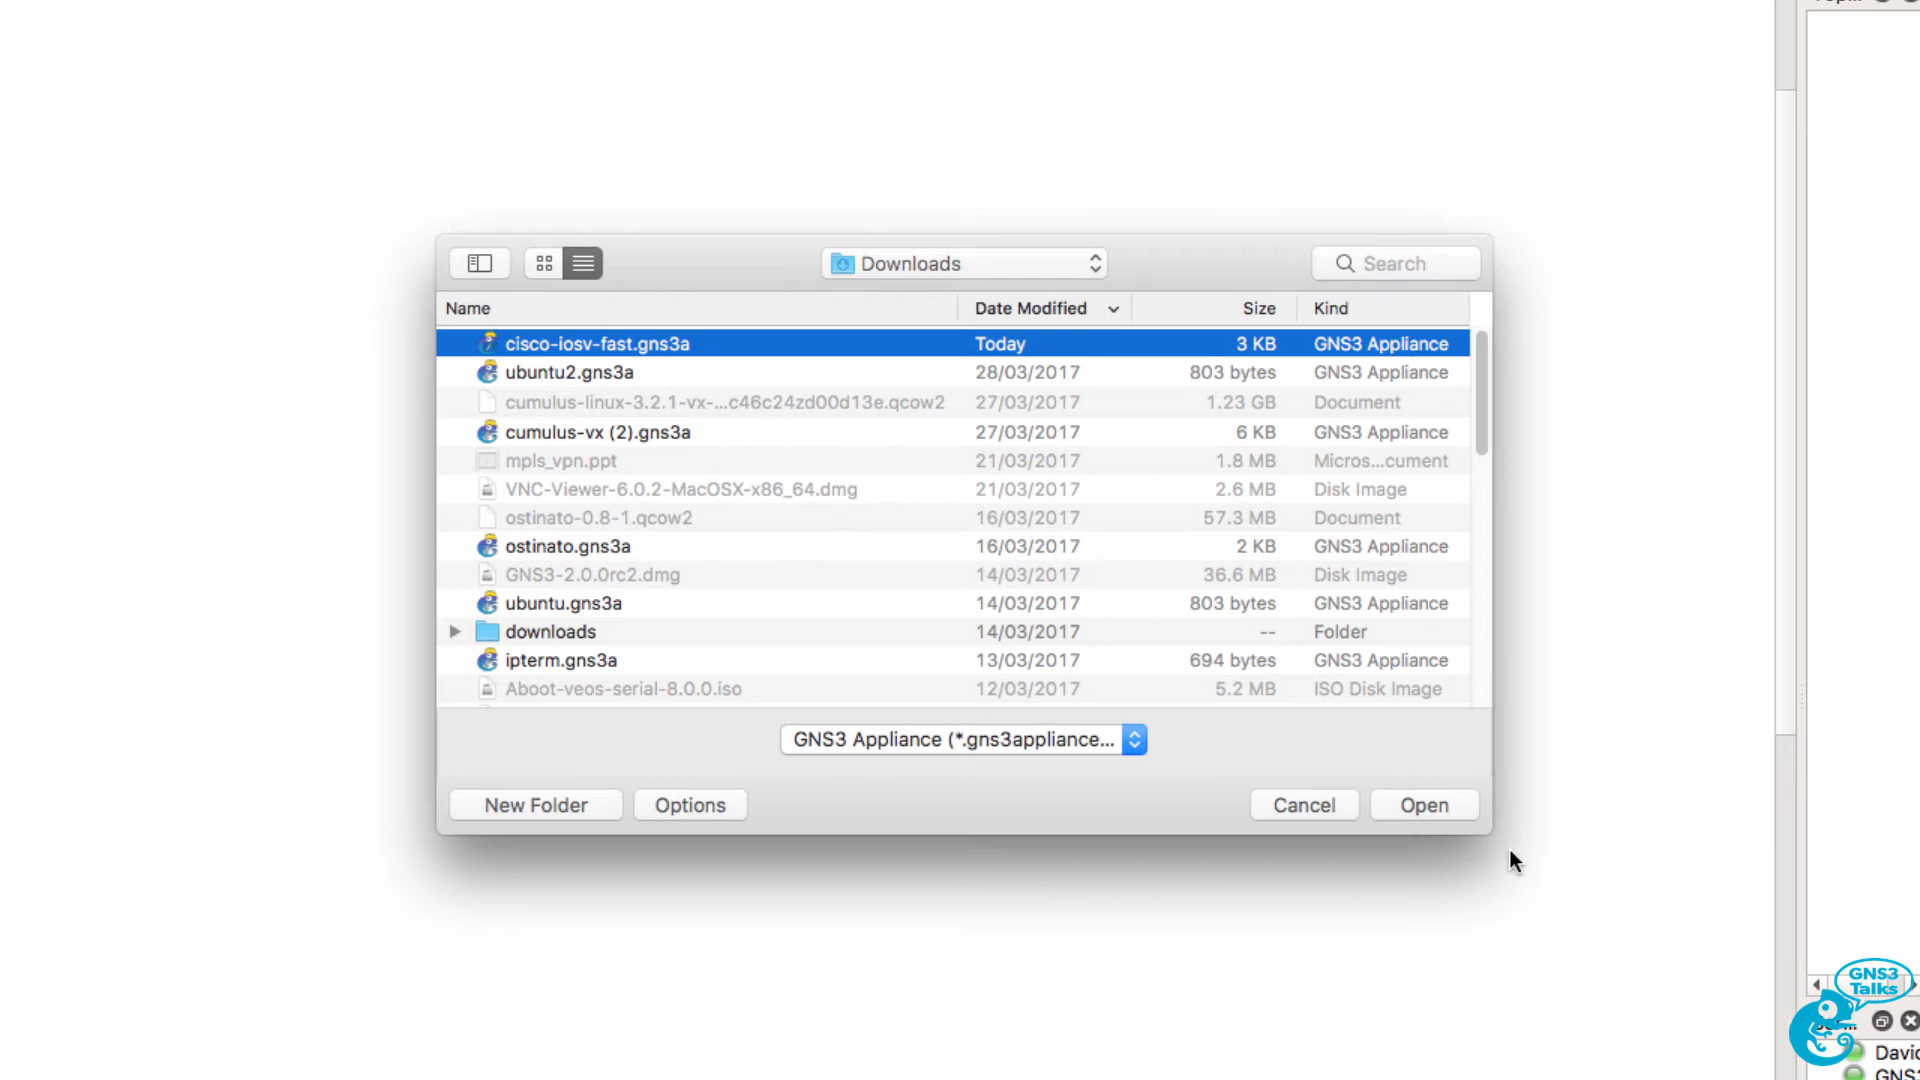 Downloads
Search
Name Date Modified Size Kind
cisco-iosv-fast.gns3a Today 3 KB GNS3 Appliance
ubuntu2.gns3a 28/03/2017 803 bytes GNS3 Appliance
cumulus-linux-3.2.1-vx-...c46c24zd00d13e.qcow2 27/03/2017 1.23 GB Document
cumulus-vx (2).gns3a 27/03/2017 6 KB GNS3 Appliance
mpls_vpn.ppt 21/03/2017 1.8 MB Micros...cument
VNC-Viewer-6.0.2-MacOSX-x86_64.dmg 21/03/2017 2.6 MB Disk Image
ostinato-0.8-1.qcow2 16/03/2017 57.3 MB Document
ostinato.gns3a 16/03/2017 2 KB GNS3 Appliance
GNS3-2.0.0rc2.dmg 14/03/2017 36.6 MB Disk Image
ubuntu.gns3a 14/03/2017 803 bytes GNS3 Appliance
downloads 14/03/2017 -- Folder
ipterm.gns3a 13/03/2017 694 bytes GNS3 Appliance
Aboot-veos-serial-8.0.0.iso 12/03/2017 5.2 MB ISO Disk Image
GNS3 Appliance (*.gns3appliance...
New Folder Options Cancel Open
GNS3
Talks
David
GNS3